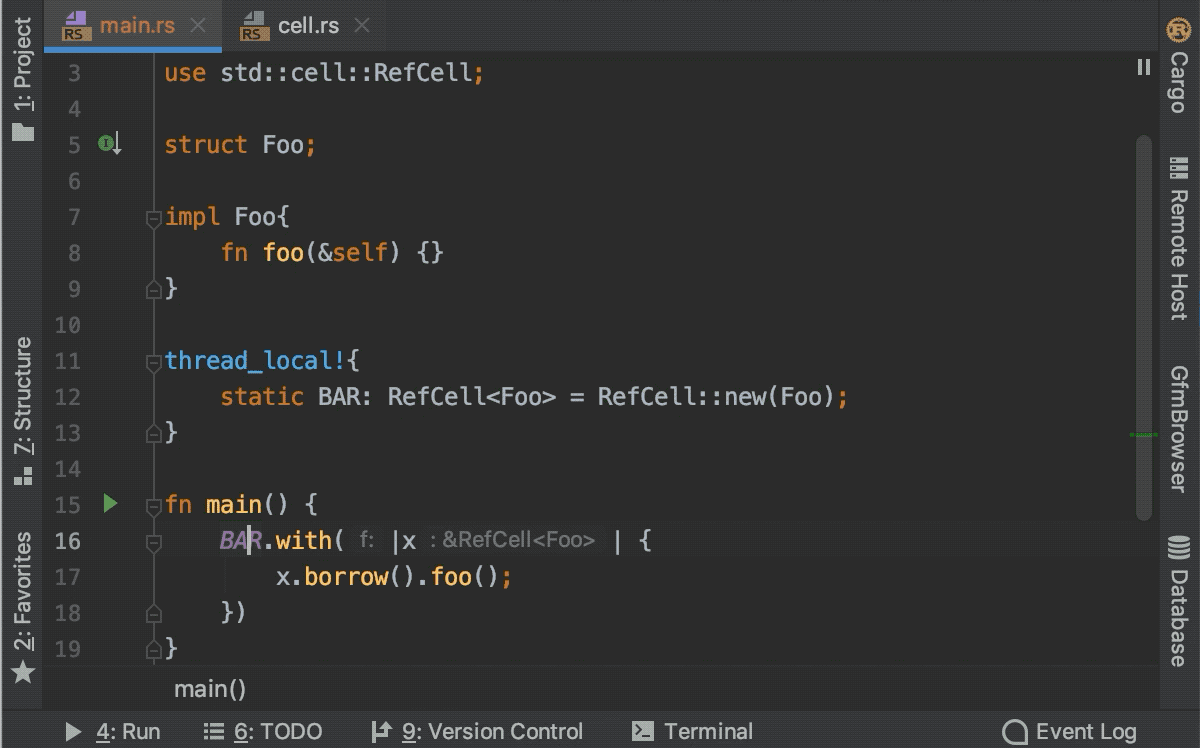 main.rs
cell.rs
1: Project
7: Structure
2: Favorites
3 use std::cell::RefCell;
4
5 struct Foo;
6
7 impl Foo{
8 fn foo(&self) {}
9 }
10
11 thread_local!{
12 static BAR: RefCell<Foo> = RefCell::new(Foo);
13 }
14
15 fn main() {
16 BAR.with( f: |x : &RefCell<Foo> | {
17 x.borrow().foo();
18 })
19 }
main()
Cargo
Remote Host
GfmBrowser
Database
4: Run 6: TODO 9: Version Control Terminal Event Log